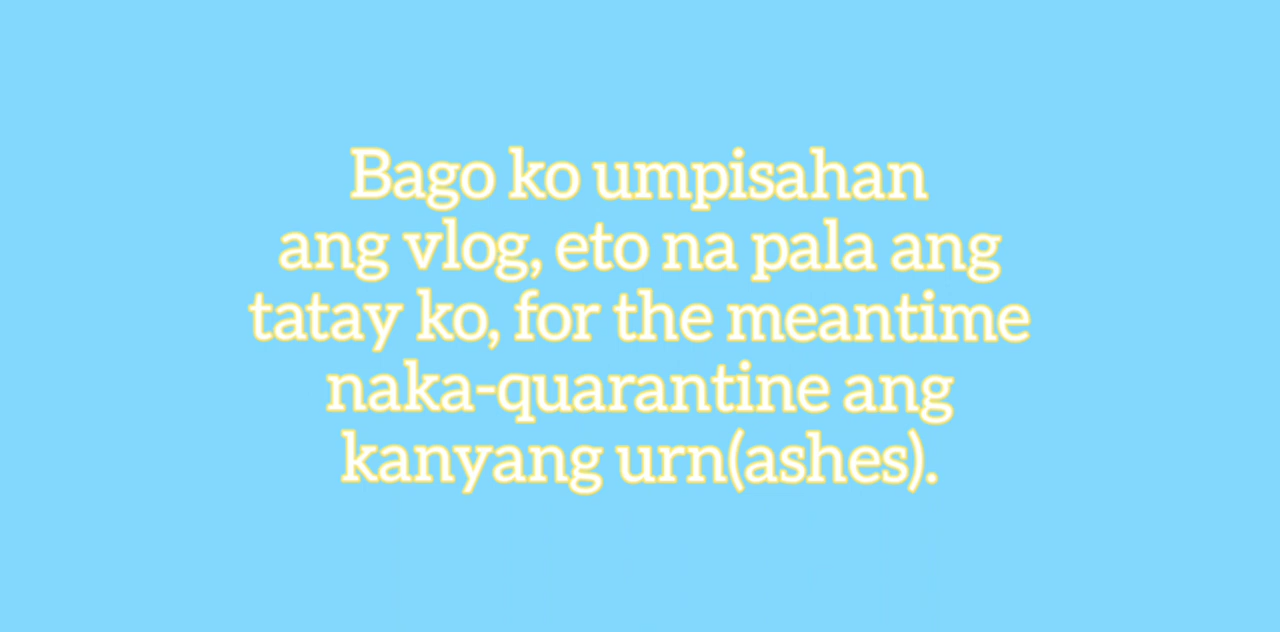 Bago ko umpisahan
ang vlog, eto na pala ang
tatay ko, for the meantime
naka-quarantine ang
kanyang urn(ashes).